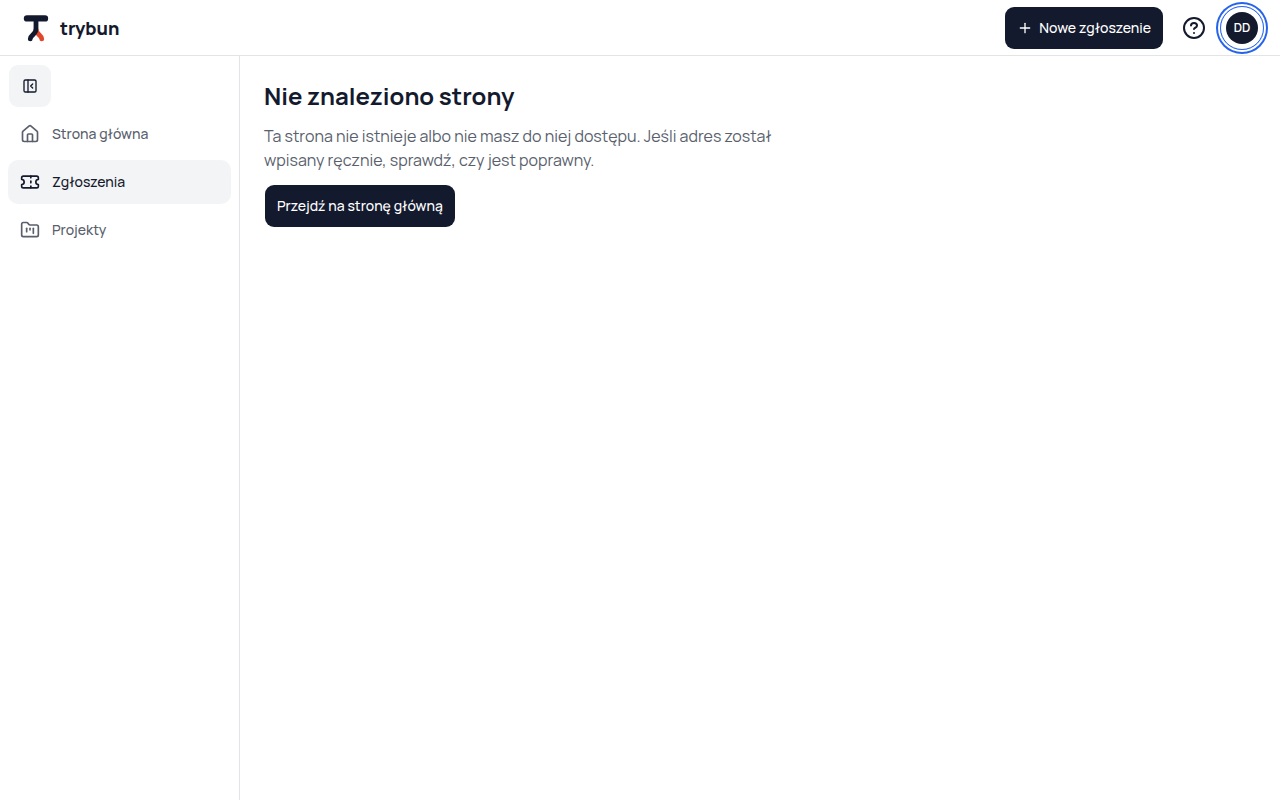 trybun
Nowe zgłoszenie
DD
Strona główna
Zgłoszenia
Projekty
Nie znaleziono strony
Ta strona nie istnieje albo nie masz do niej dostępu. Jeśli adres został
wpisany ręcznie, sprawdź, czy jest poprawny.
Przejdź na stronę główną